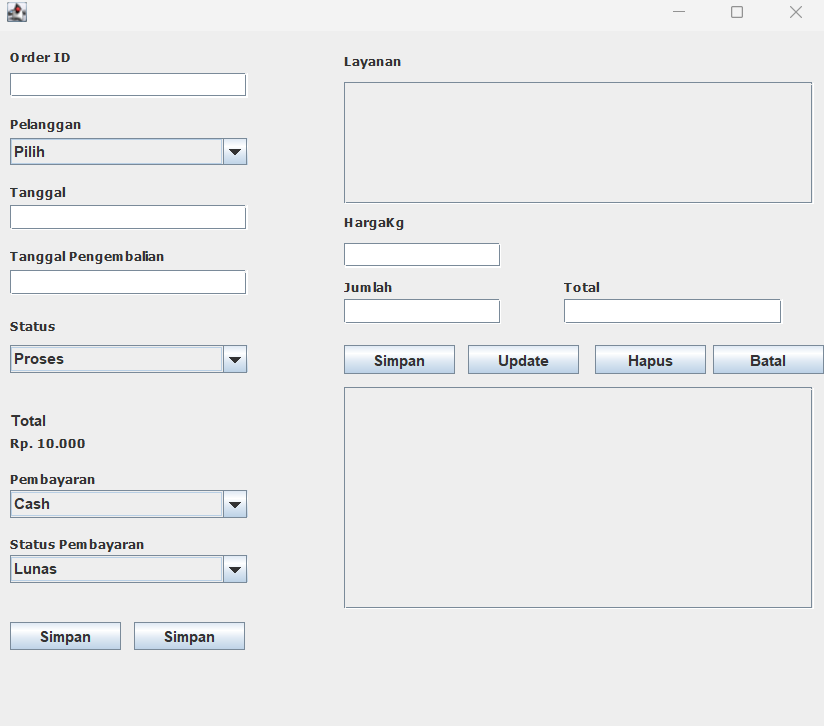 Order ID
Pelanggan
Pilih
Tanggal
Tanggal Pengembalian
Status
Proses
Total
Rp. 10.000
Pembayaran
Cash
Status Pembayaran
Lunas
Simpan Simpan
Layanan
HargaKg
Jumlah Total
Simpan Update Hapus Batal